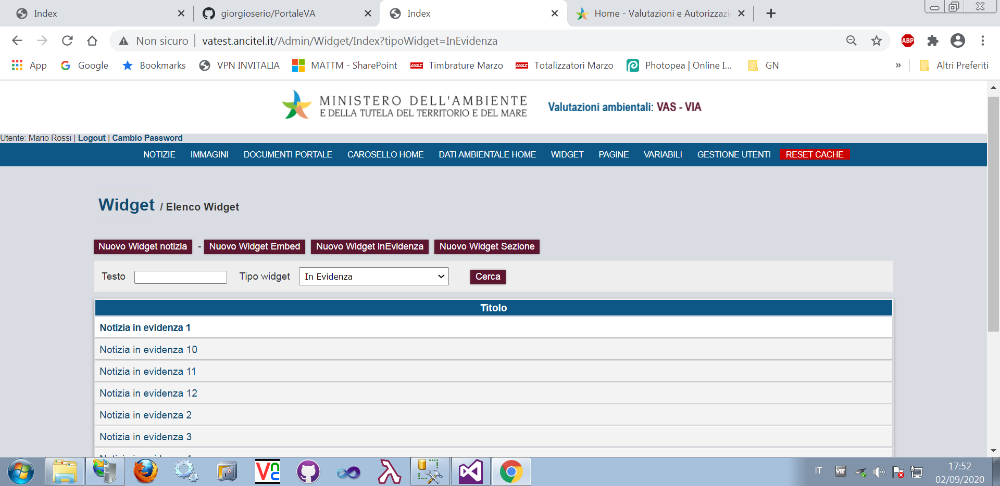 Index
giorgioserio/PortaleVA
Index
Home - Valutazioni e Autorizzazi
Non sicuro
vatest.ancitel.it/Admin/Widget/Index?tipoWidget=InEvidenza
ABP
App
Google
Bookmarks
VPN INVITALIA
MATTM - SharePoint
Timbrature Marzo
Totalizzatori Marzo
Photopea | Online I...
GN
»
Altri Preferiti
MINISTERO DELL'AMBIENTE
E DELLA TUTELA DEL TERRITORIO E DEL MARE
Valutazioni ambientali: VAS - VIA
Utente: Mario Rossi | Logout | Cambio Password
NOTIZIE IMMAGINI DOCUMENTI PORTALE CAROSELLO HOME DATI AMBIENTALE HOME WIDGET PAGINE VARIABILI GESTIONE UTENTI RESET CACHE
Widget / Elenco Widget
Nuovo Widget notizia - Nuovo Widget Embed Nuovo Widget inEvidenza Nuovo Widget Sezione
Testo Tipo widget In Evidenza Cerca
Titolo
Notizia in evidenza 1
Notizia in evidenza 10
Notizia in evidenza 11
Notizia in evidenza 12
Notizia in evidenza 2
Notizia in evidenza 3
IT
17:52
02/09/2020